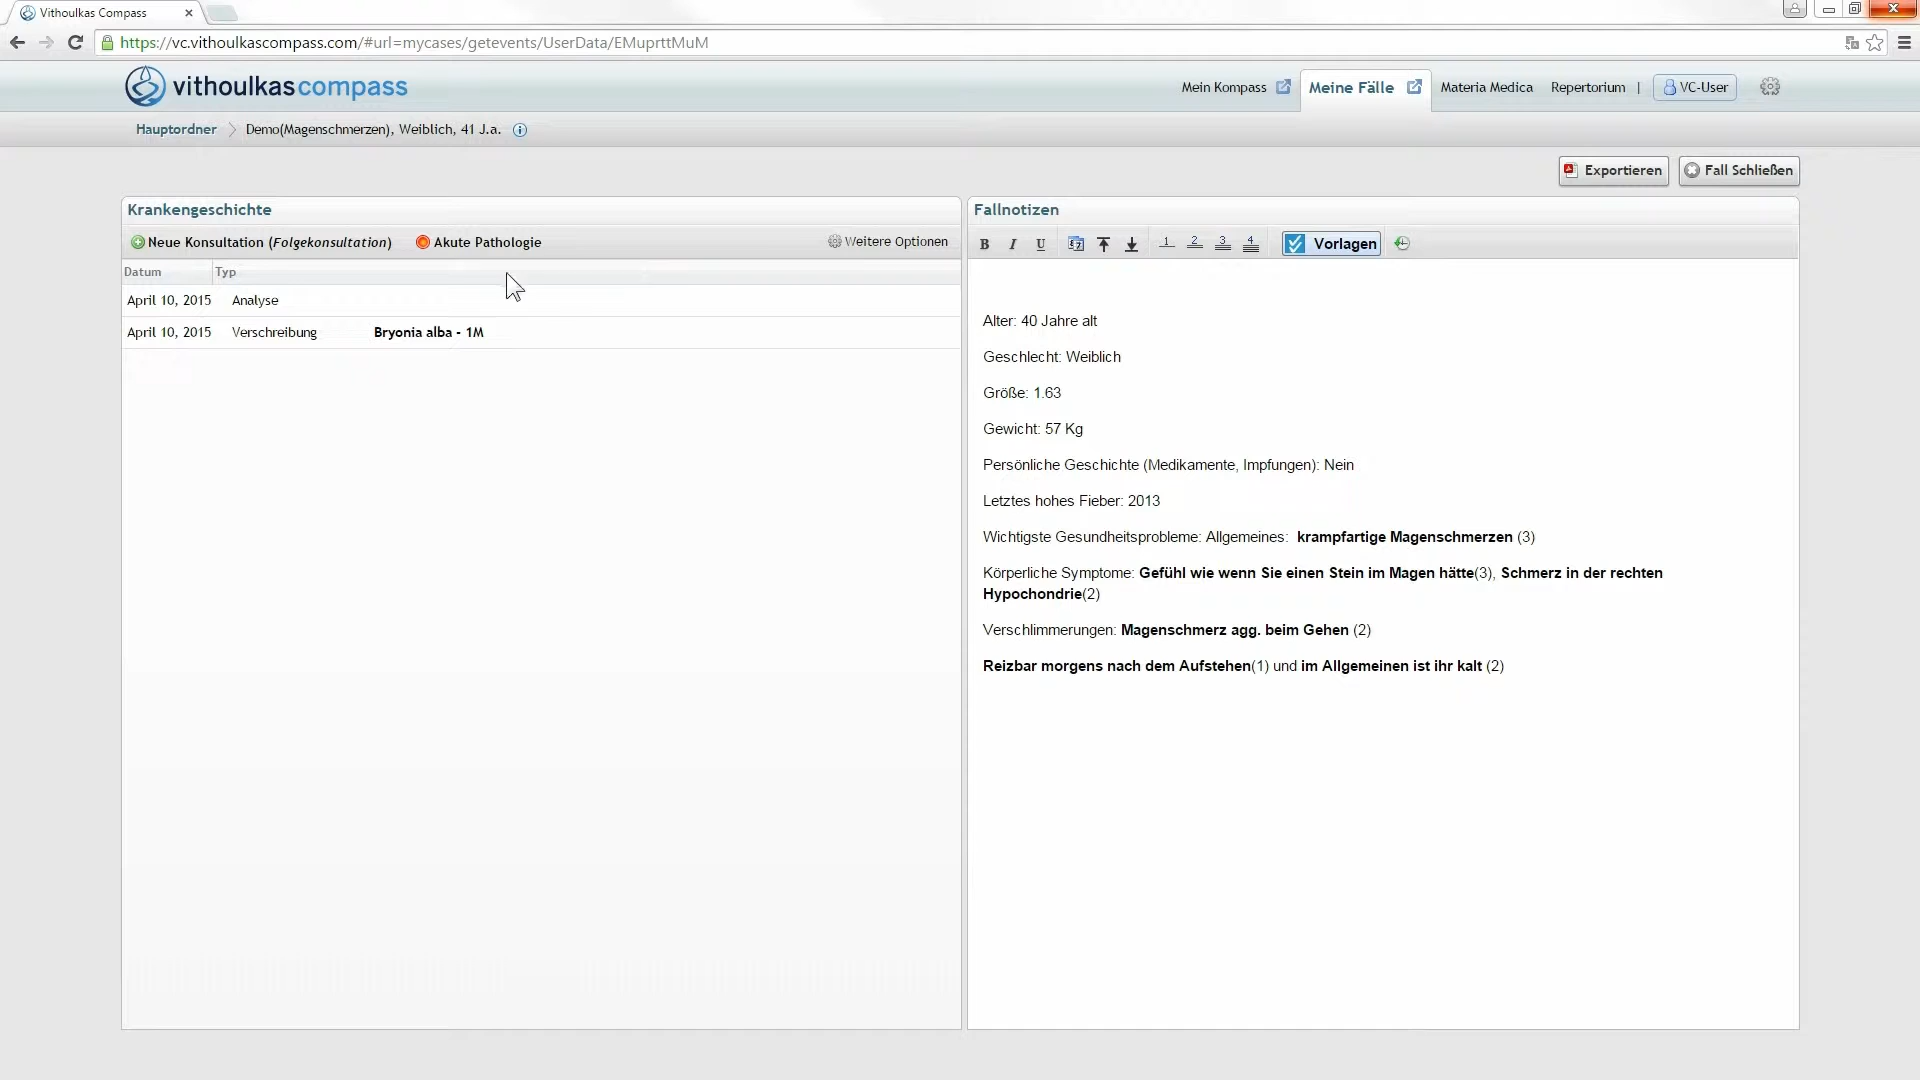 Vithoulkas Compass
https://vc.vithoulkascompass.com/#url=mycases/getevents/UserData/EMuprttMuM
vithoulkascompass
Mein Kompass
Meine Fälle
Materia Medica
Repertorium |
VC-User
Hauptordner
Demo(Magenschmerzen), Weiblich, 41 J.a.
Exportieren
Fall Schließen
Krankengeschichte
Neue Konsultation (Folgekonsultation)
Akute Pathologie
Weitere Optionen
Datum Typ
April 10, 2015 Analyse
April 10, 2015 Verschreibung Bryonia alba - 1M
Fallnotizen
B I U 1 2 3 4 Vorlagen
Alter: 40 Jahre alt
Geschlecht: Weiblich
Größe: 1.63
Gewicht: 57 Kg
Persönliche Geschichte (Medikamente, Impfungen): Nein
Letztes hohes Fieber: 2013
Wichtigste Gesundheitsprobleme: Allgemeines: krampfartige Magenschmerzen (3)
Körperliche Symptome: Gefühl wie wenn Sie einen Stein im Magen hätte(3), Schmerz in der rechten
Hypochondrie(2)
Verschlimmerungen: Magenschmerz agg. beim Gehen (2)
Reizbar morgens nach dem Aufstehen(1) und im Allgemeinen ist ihr kalt (2)